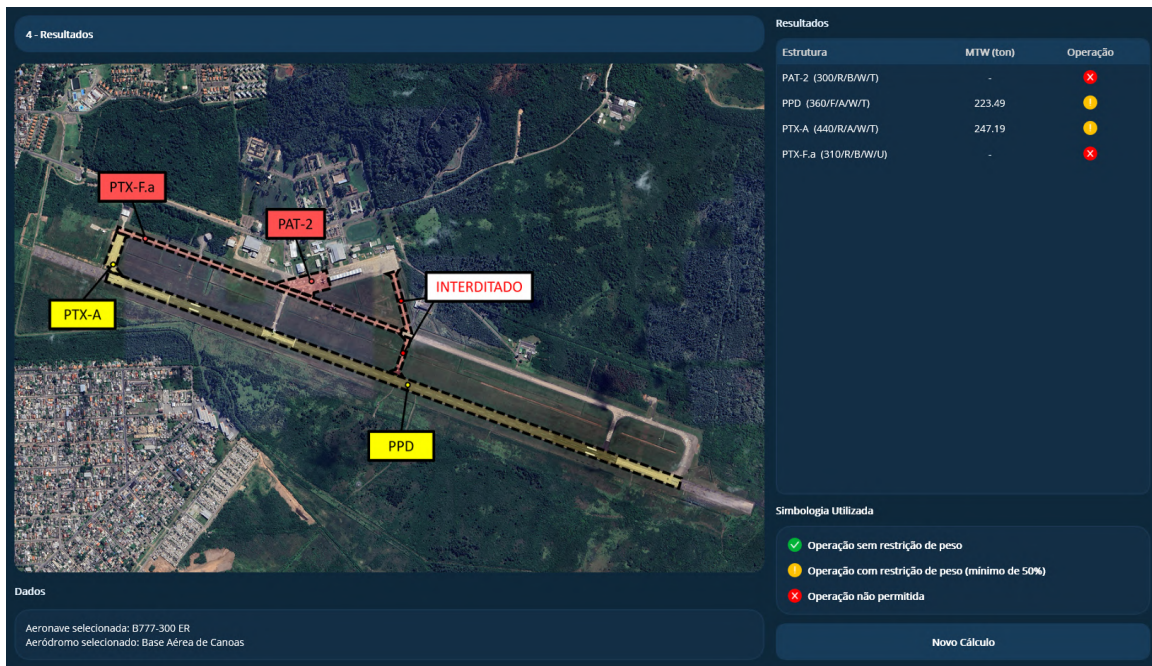 4 - Resultados
PTX-F.a
PAT-2
INTERDITADO
PTX-A
PPD
Dados
Aeronave selecionada: B777-300 ER
Aeródromo selecionado: Base Aérea de Canoas
Resultados
Estrutura MTW (ton) Operação
PAT-2 (300/R/B/W/T) -
PPD (360/F/A/W/T) 223.49
PTX-A (440/R/A/W/T) 247.19
PTX-F.a (310/R/B/W/U) -
Simbologia Utilizada
Operação sem restrição de peso
Operação com restrição de peso (mínimo de 50%)
Operação não permitida
Novo Cálculo